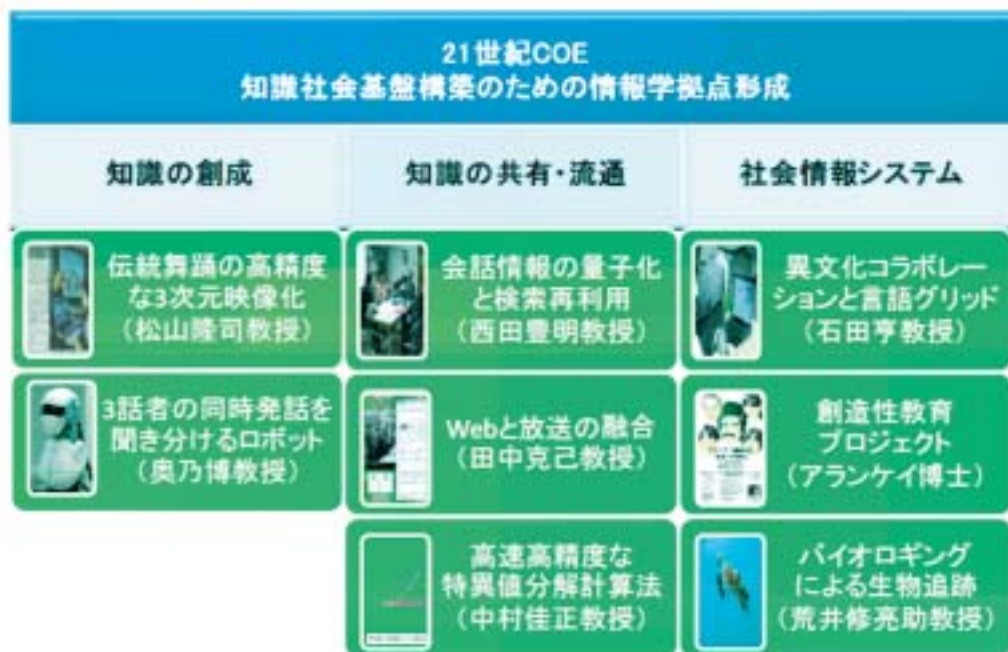 21世紀COE
知識社会基盤構築のための情報学拠点形成
知識の創成
伝統舞踊の高精度
な3次元映像化
(松山隆司教授)
3話者の同時発話を
聞き分けるロボット
(奥乃博教授)
知識の共有・流通
会話情報の量子化
と検索再利用
(西田豊明教授)
Webと放送の融合
(田中克己教授)
高速高精度な
特異値分解計算法
(中村佳正教授)
社会情報システム
異文化コラボレー
ションと言語グリッド
(石田亨教授)
創造性教育
プロジェクト
(アランケイ博士)
バイオロギング
による生物追跡
(荒井修亮助教授)